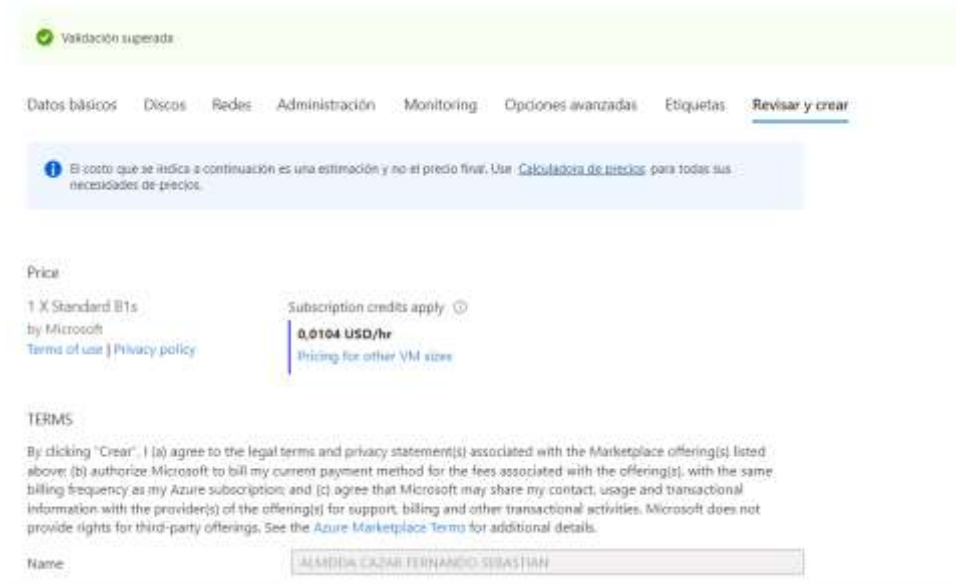 Validación superada
Datos básicos Discos Redes Administración Monitoring Opciones avanzadas Etiquetas Revisar y crear
El costo que se indica a continuación es una estimación y no el precio final. Use Calculadora de precios para todas sus
necesidades de precios.
Price
1 X Standard B1s
by Microsoft
Terms of use | Privacy policy
Subscription credits apply
0,0104 USD/hr
Pricing for other VM sizes
TERMS
By clicking "Crear", I (a) agree to the legal terms and privacy statement(s) associated with the Marketplace offering(s) listed
above; (b) authorize Microsoft to bill my current payment method for the fees associated with the offering(s), with the same
billing frequency as my Azure subscription; and (c) agree that Microsoft may share my contact, usage and transactional
information with the provider(s) of the offering(s) for support, billing and other transactional activities. Microsoft does not
provide rights for third-party offerings. See the Azure Marketplace Terms for additional details.
Name
ALMEIDA CAZAR FERNANDO SEBASTIAN